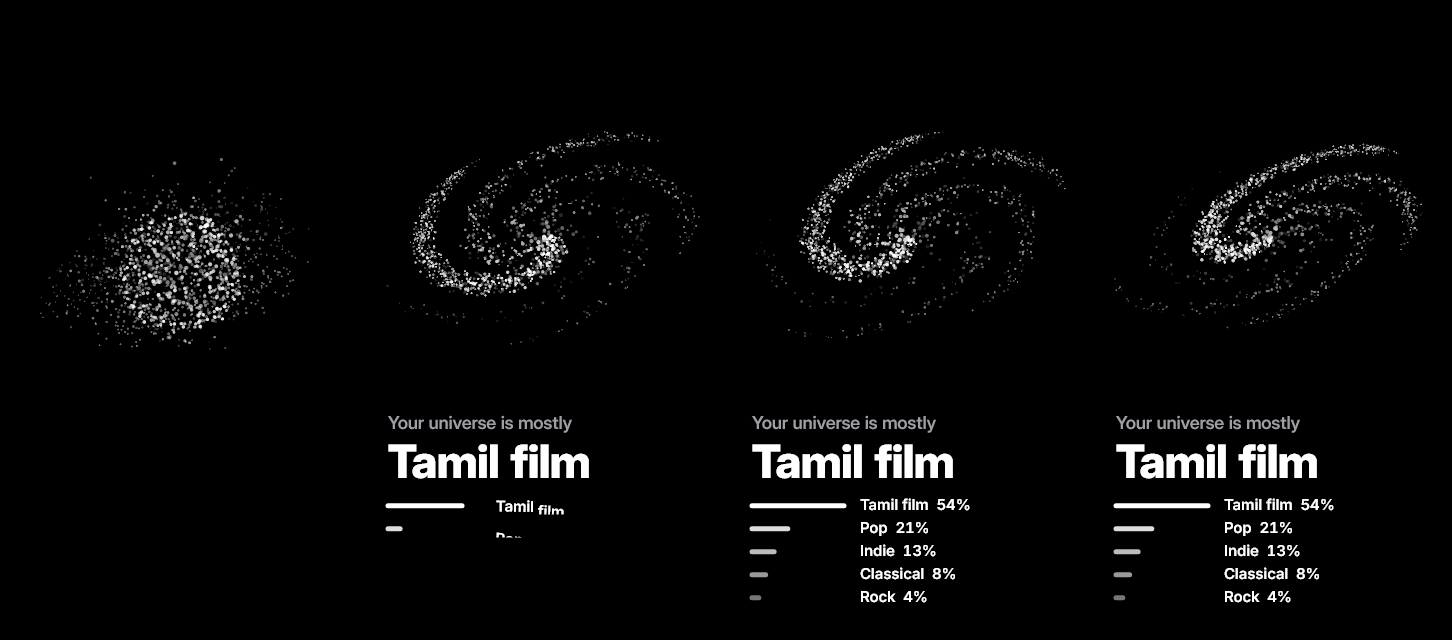 Your universe is mostly
Tamil film
Tamil film
Your universe is mostly
Tamil film
Tamil film 54%
Pop 21%
Indie 13%
Classical 8%
Rock 4%
Your universe is mostly
Tamil film
Tamil film 54%
Pop 21%
Indie 13%
Classical 8%
Rock 4%